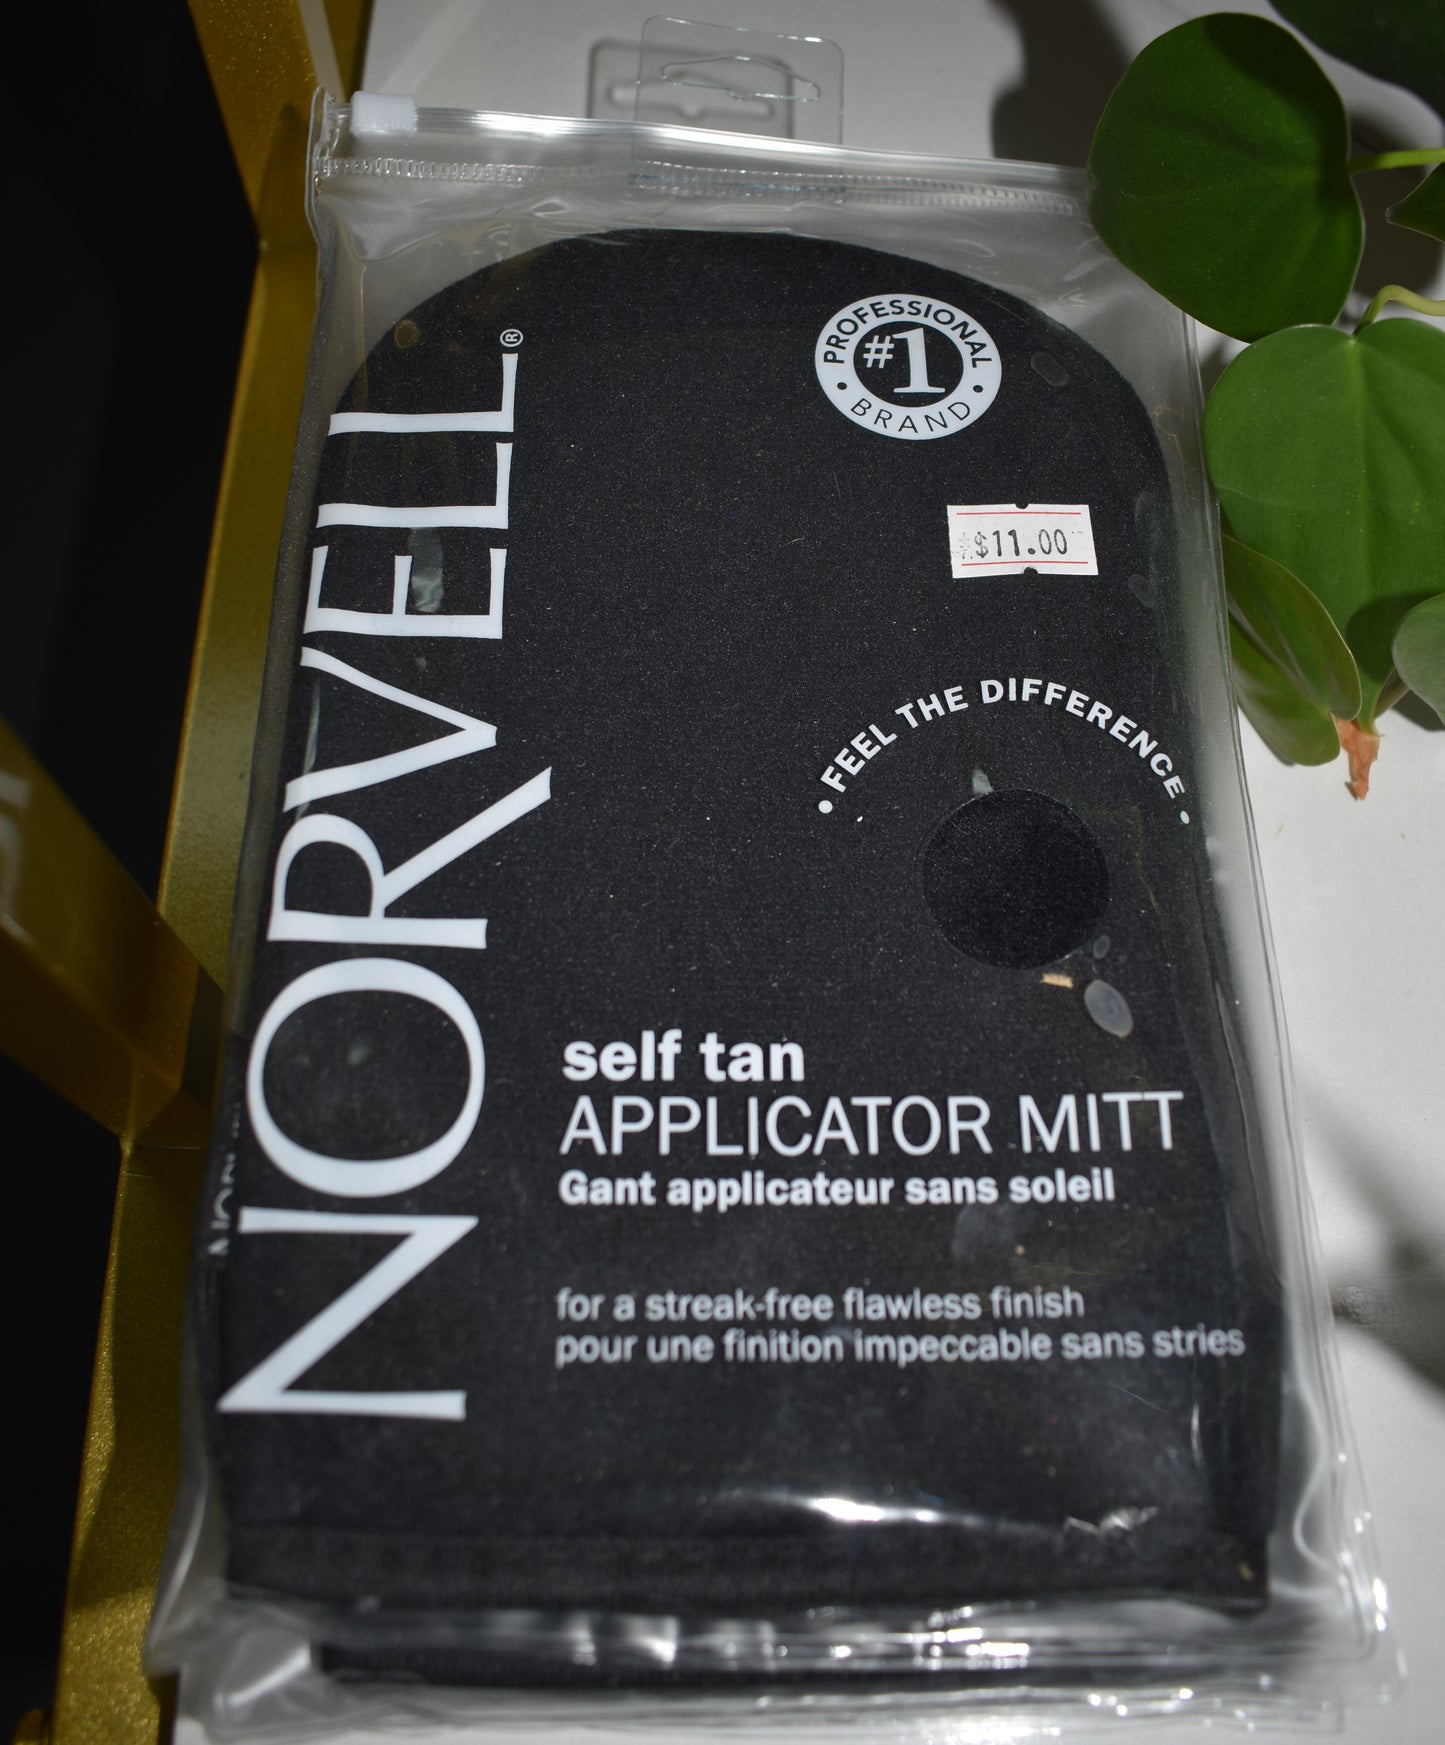 NORVELL®
PROFESSIONAL
#1
BRAND
$11.00
• FEEL THE DIFFERENCE •
self tan
APPLICATOR MITT
Gant applicateur sans soleil
for a streak-free flawless finish
pour une finition impeccable sans stries